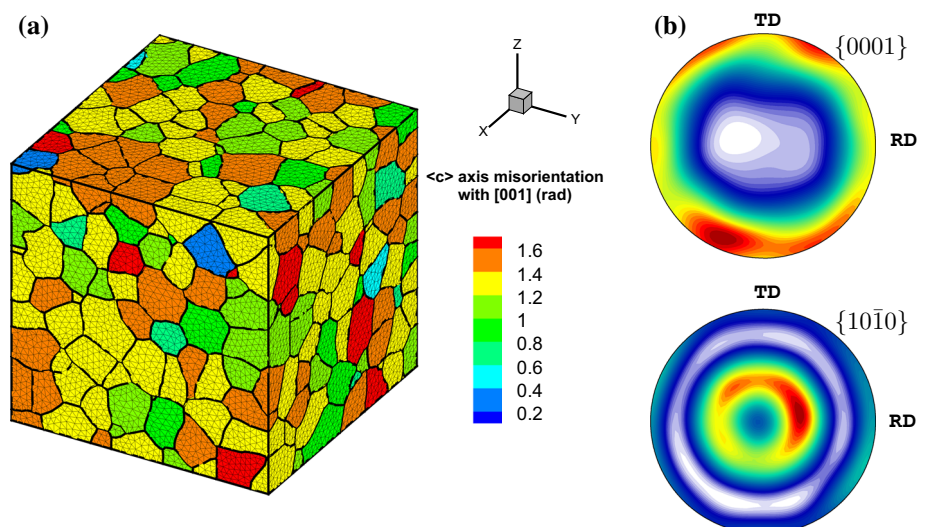 (a)
Z
X
Y
<c> axis misorientation
with [001] (rad)
1.6
1.4
1.2
1
0.8
0.6
0.4
0.2
(b)
TD
{0001}
RD
TD
{101̄0}
RD